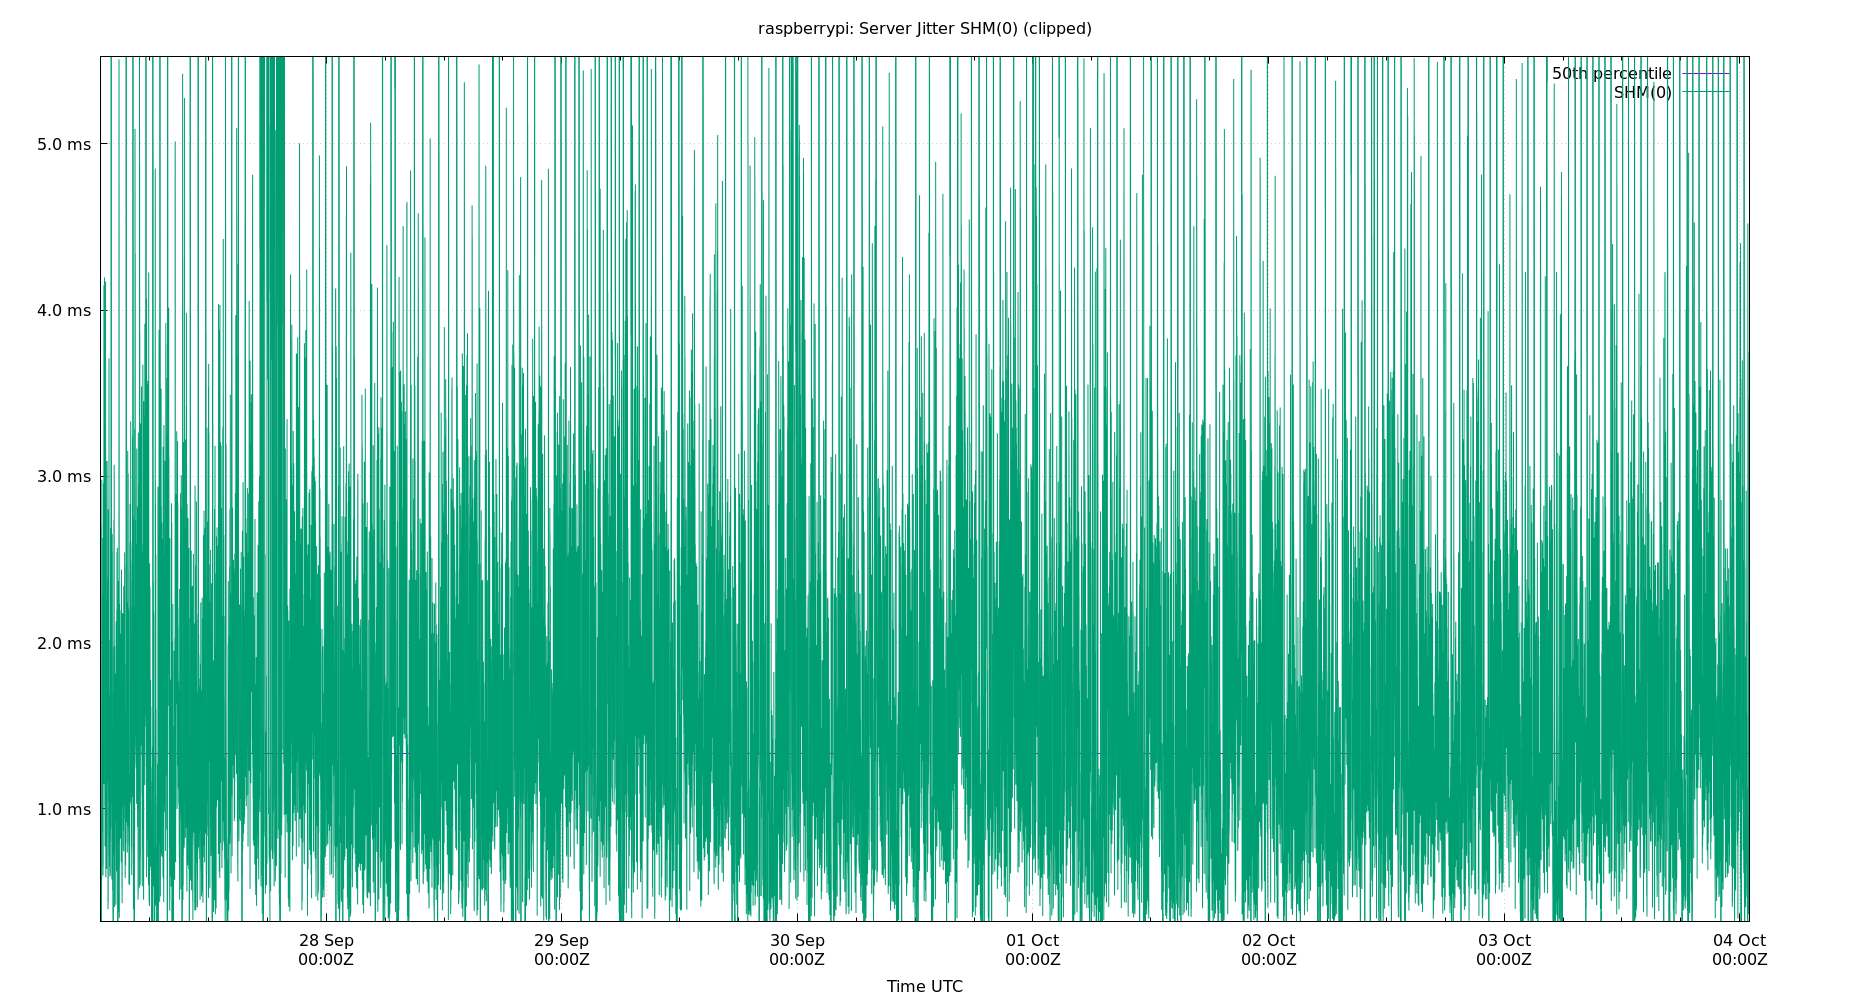 raspberrypi: Server Jitter SHM(0) (clipped)
50th percentile
SHM(0)
5.0 ms
4.0 ms
3.0 ms
2.0 ms
1.0 ms
28 Sep 29 Sep 30 Sep 01 Oct 02 Oct 03 Oct 04 Oct
00:00Z 00:00Z 00:00Z 00:00Z 00:00Z 00:00Z 00:00Z
Time UTC